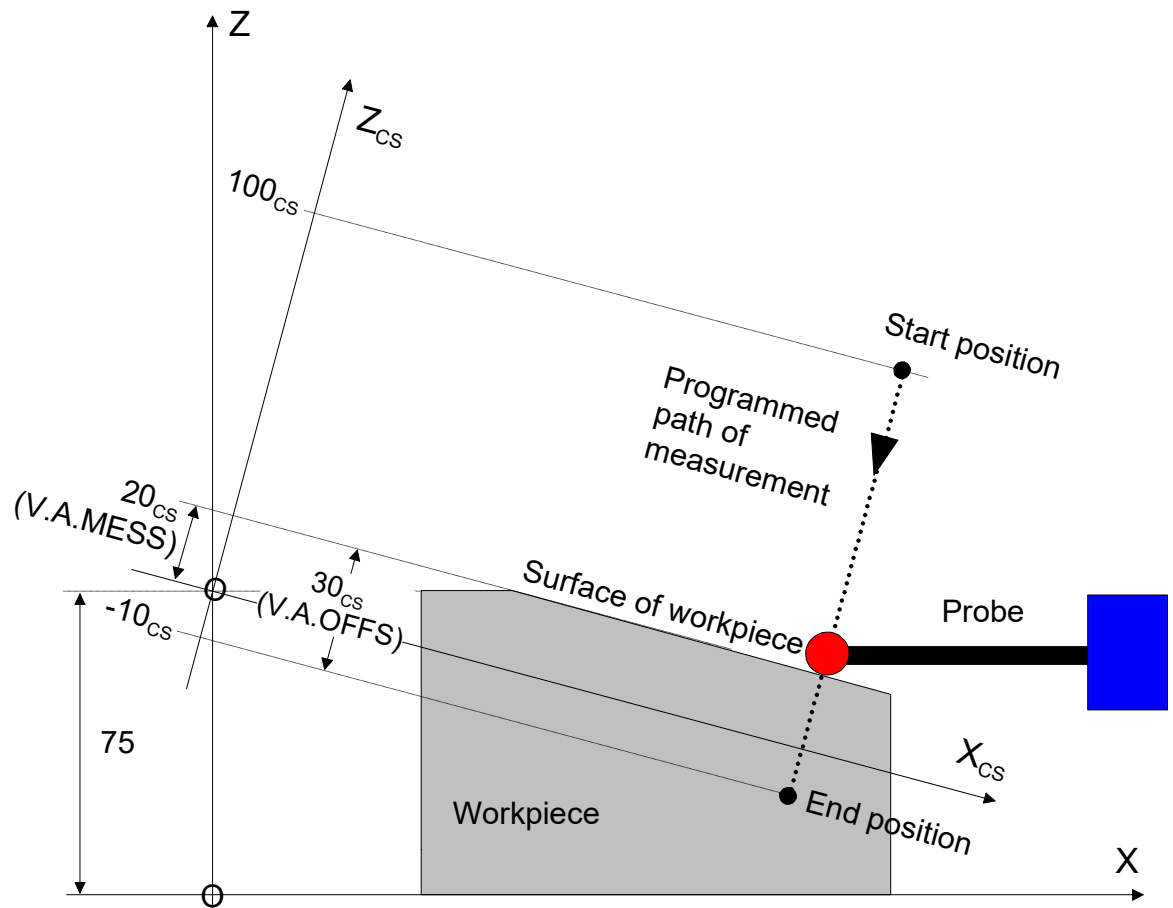 Z
Z_CS
100_CS
Start position
Programmed
path of
measurement
20_CS
(V.A.MESS)
Surface of workpiece
30_CS
(V.A.OFFS)
O
-10_CS
Probe
75
X_CS
End position
Workpiece
X
O